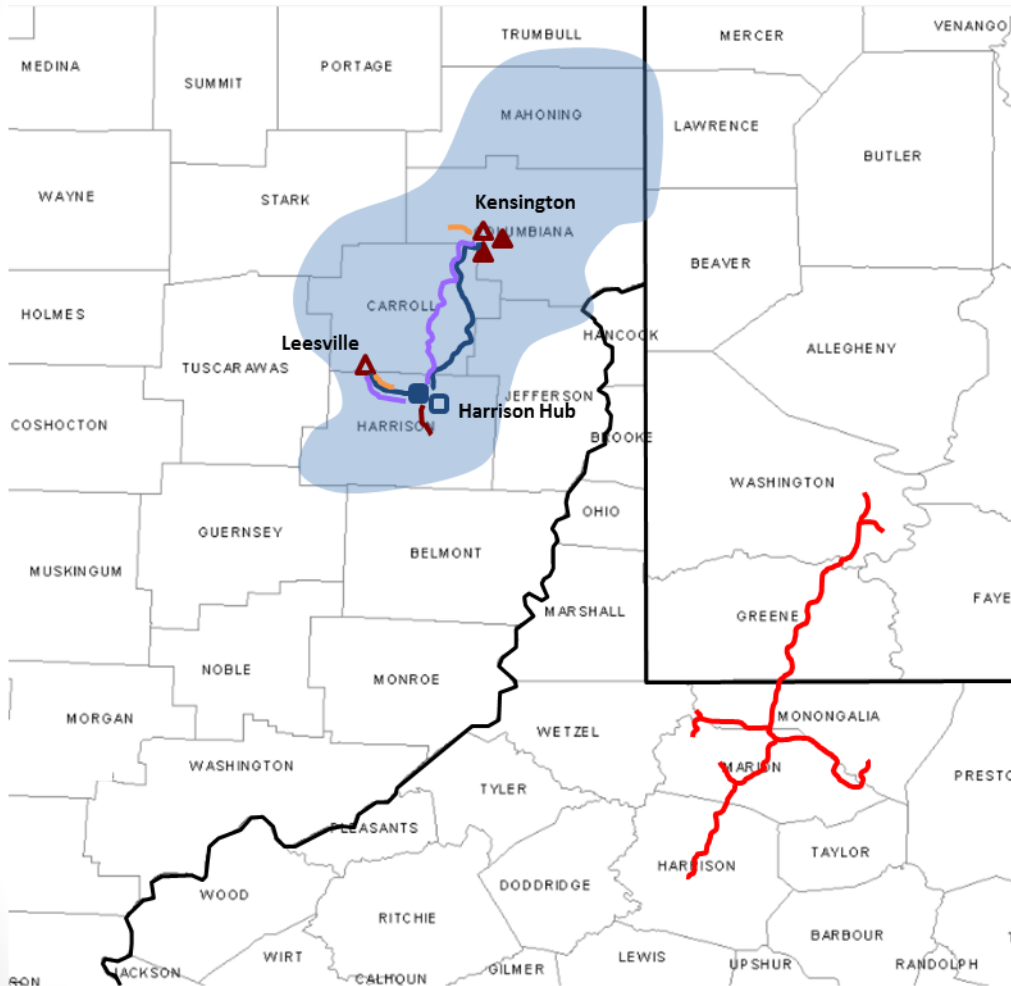 VENANGO
TRUMBULL
MERCER
MEDINA
PORTAGE
SUMMIT
MAHONING
LAWRENCE
BUTLER
WAYNE
STARK
Kensington
BEAVER
CARROLL
HOLMES
HANCOCK
Leesville
ALLEGHENY
TUSCARAWAS
JEFFERSON
Harrison Hub
COSHOCTON
HARRISON
BROOKE
WASHINGTON
OHIO
GUERNSEY
BELMONT
MUSKINGUM
MARSHALL
FAYE
GREENE
NOBLE
MONROE
MORGAN
MONONGALIA
WETZEL
WASHINGTON
MARION
PRESTO
TYLER
PLEASANTS
TAYLOR
HARRISON
DODDRIDGE
WOOD
RITCHIE
BARBOUR
WIRT
LEWIS
UPSHUR
RANDOLPH
GILMER
JACKSON
CALHOUN